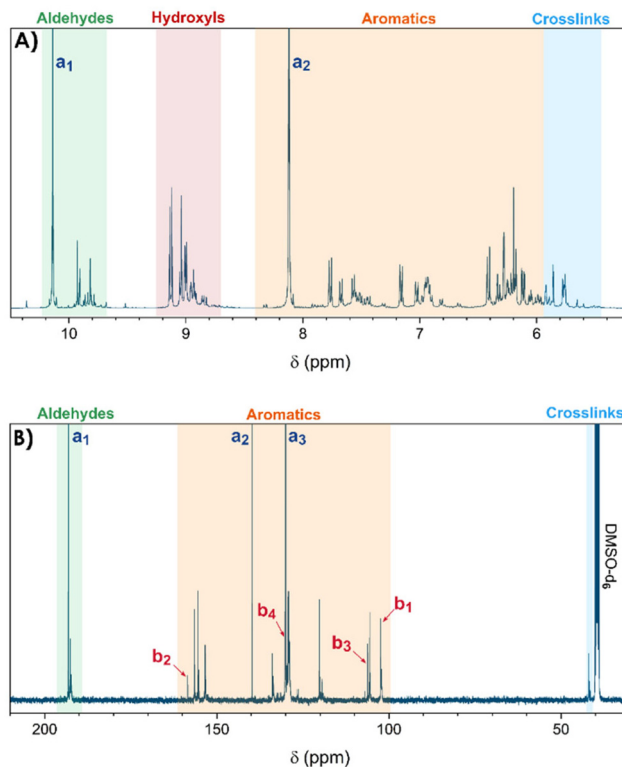 Aldehydes Hydroxyls Aromatics Crosslinks
A)
a1 a2
10 9 8 7 6
δ (ppm)
Aldehydes Aromatics Crosslinks
B) a1 a2 a3
b4 b1
b2 b3
DMSO-d6
200 150 100 50
δ (ppm)